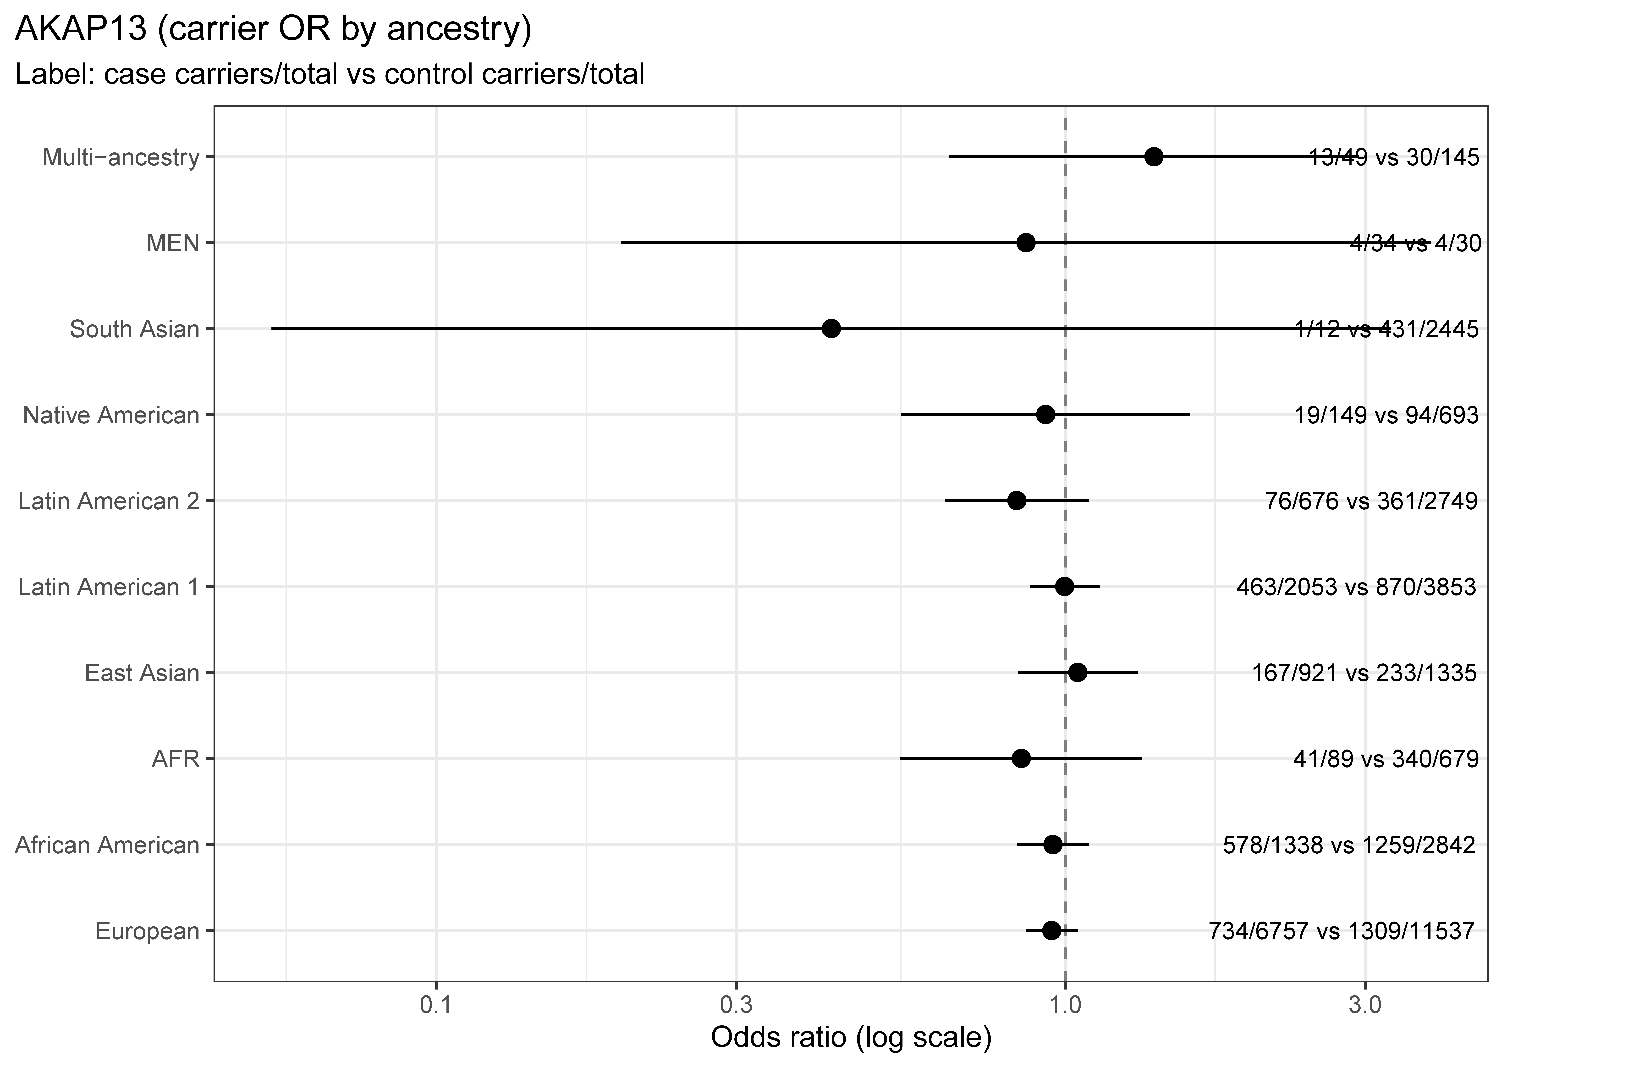 AKAP13 (carrier OR by ancestry)
Label: case carriers/total vs control carriers/total
Multi−ancestry 13/49 vs 30/145
MEN 4/34 vs 4/30
South Asian 1/12 vs 431/2445
Native American 19/149 vs 94/693
Latin American 2 76/676 vs 361/2749
Latin American 1 463/2053 vs 870/3853
East Asian 167/921 vs 233/1335
AFR 41/89 vs 340/679
African American 578/1338 vs 1259/2842
European 734/6757 vs 1309/11537
0.1 0.3 1.0 3.0
Odds ratio (log scale)